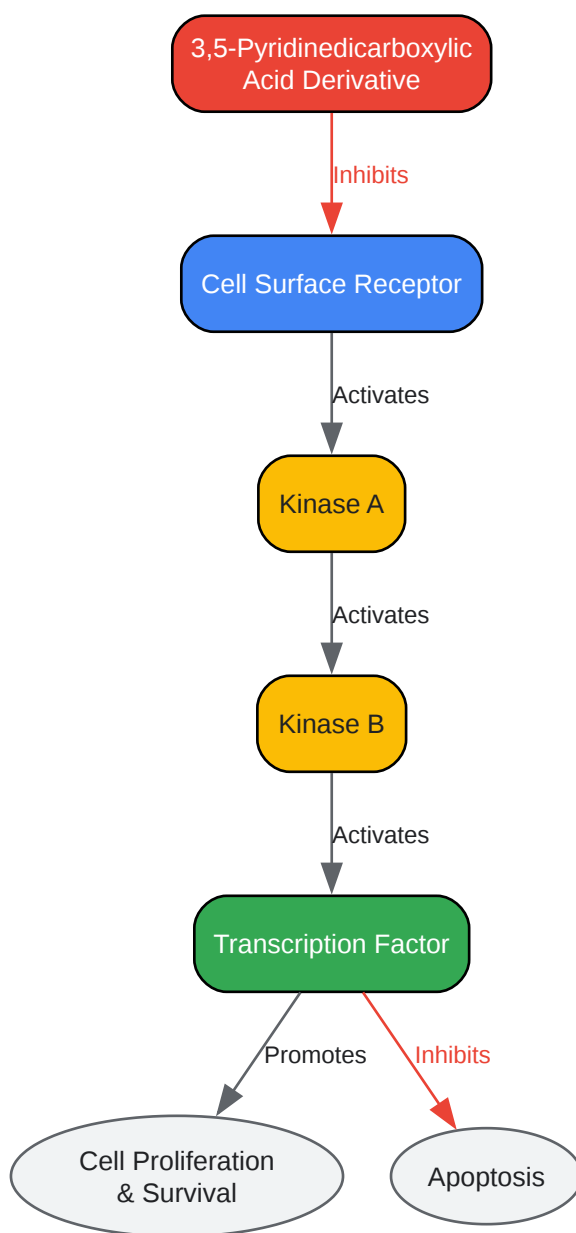 3,5-Pyridinedicarboxylic
Acid Derivative
Inhibits
Cell Surface Receptor
Activates
Kinase A
Activates
Kinase B
Activates
Transcription Factor
Promotes
Inhibits
Cell Proliferation
& Survival
Apoptosis